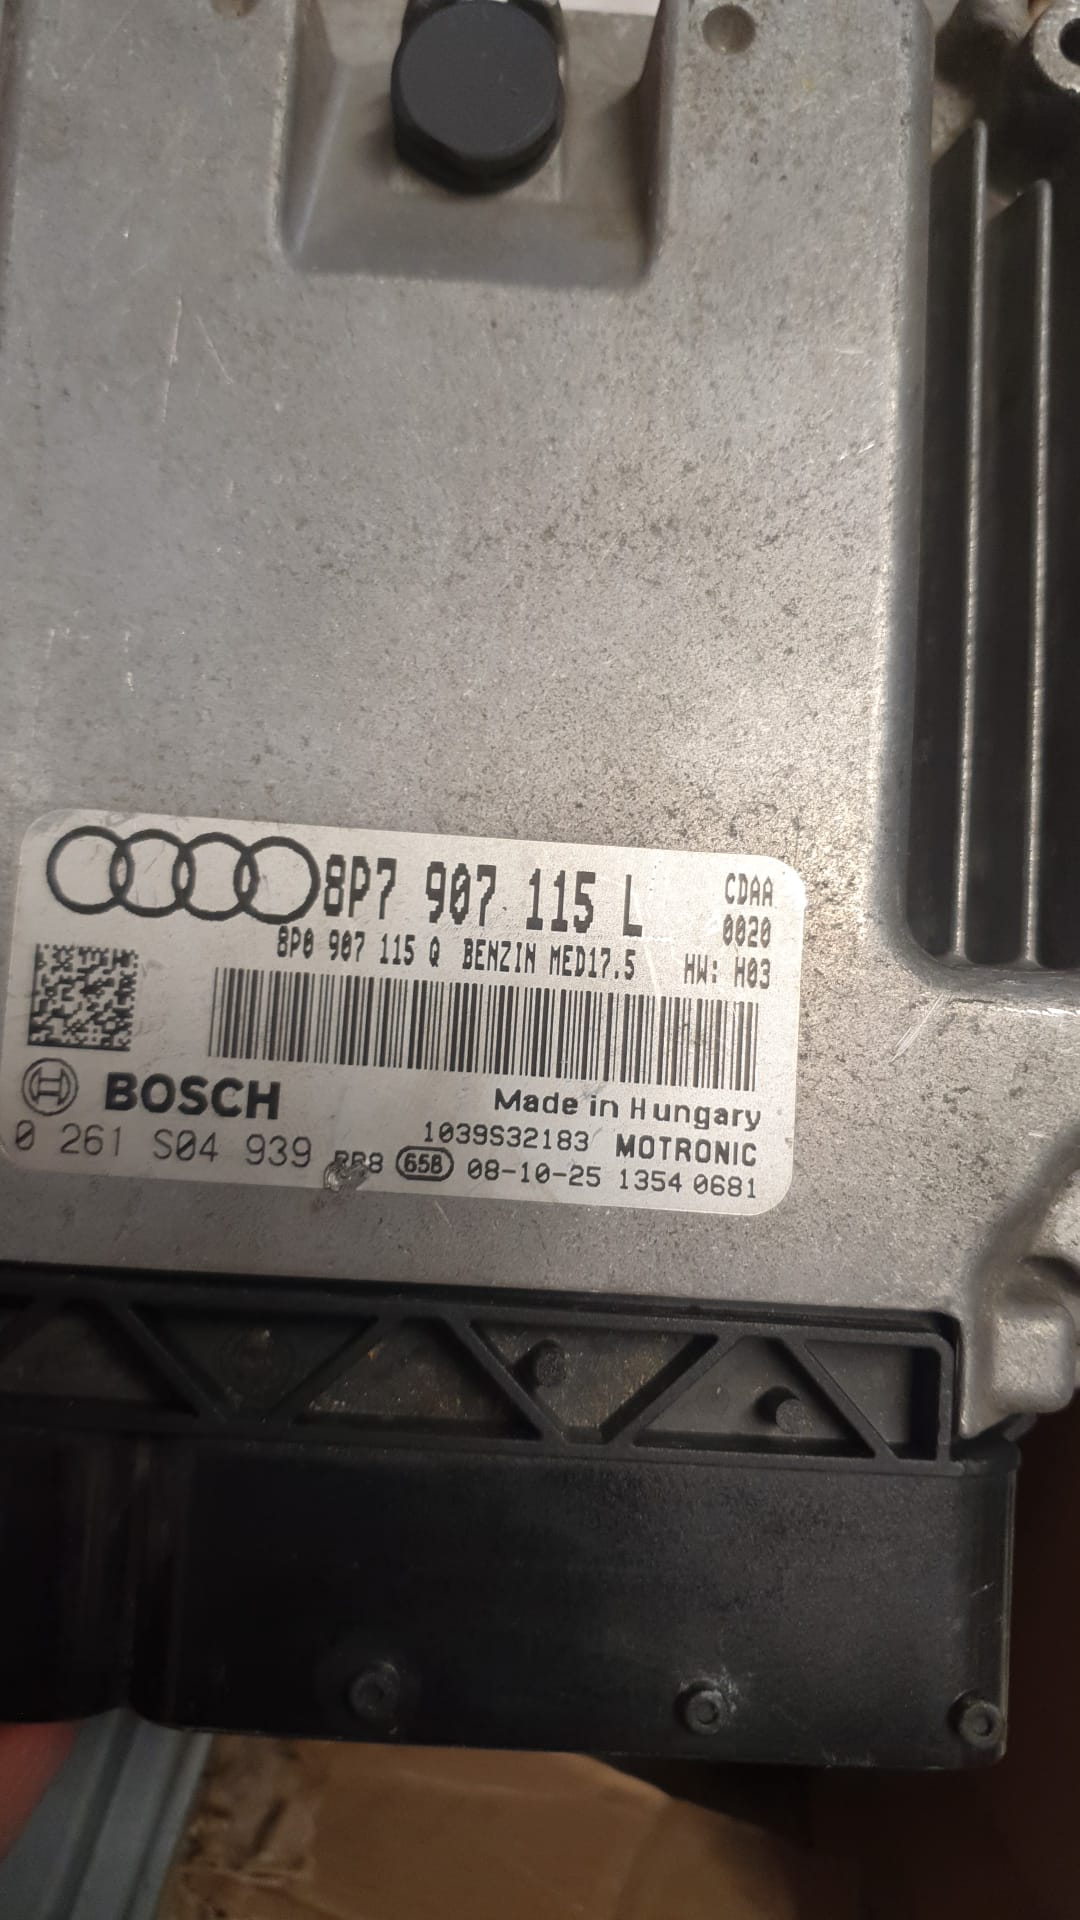 8P7 907 115 L CDAA
0020
8P0 907 115 Q BENZIN MED17.5 HW: H03
BOSCH Made in Hungary
1039S32183 MOTRONIC
0 261 S04 939 65B 08-10-25 1354 0681